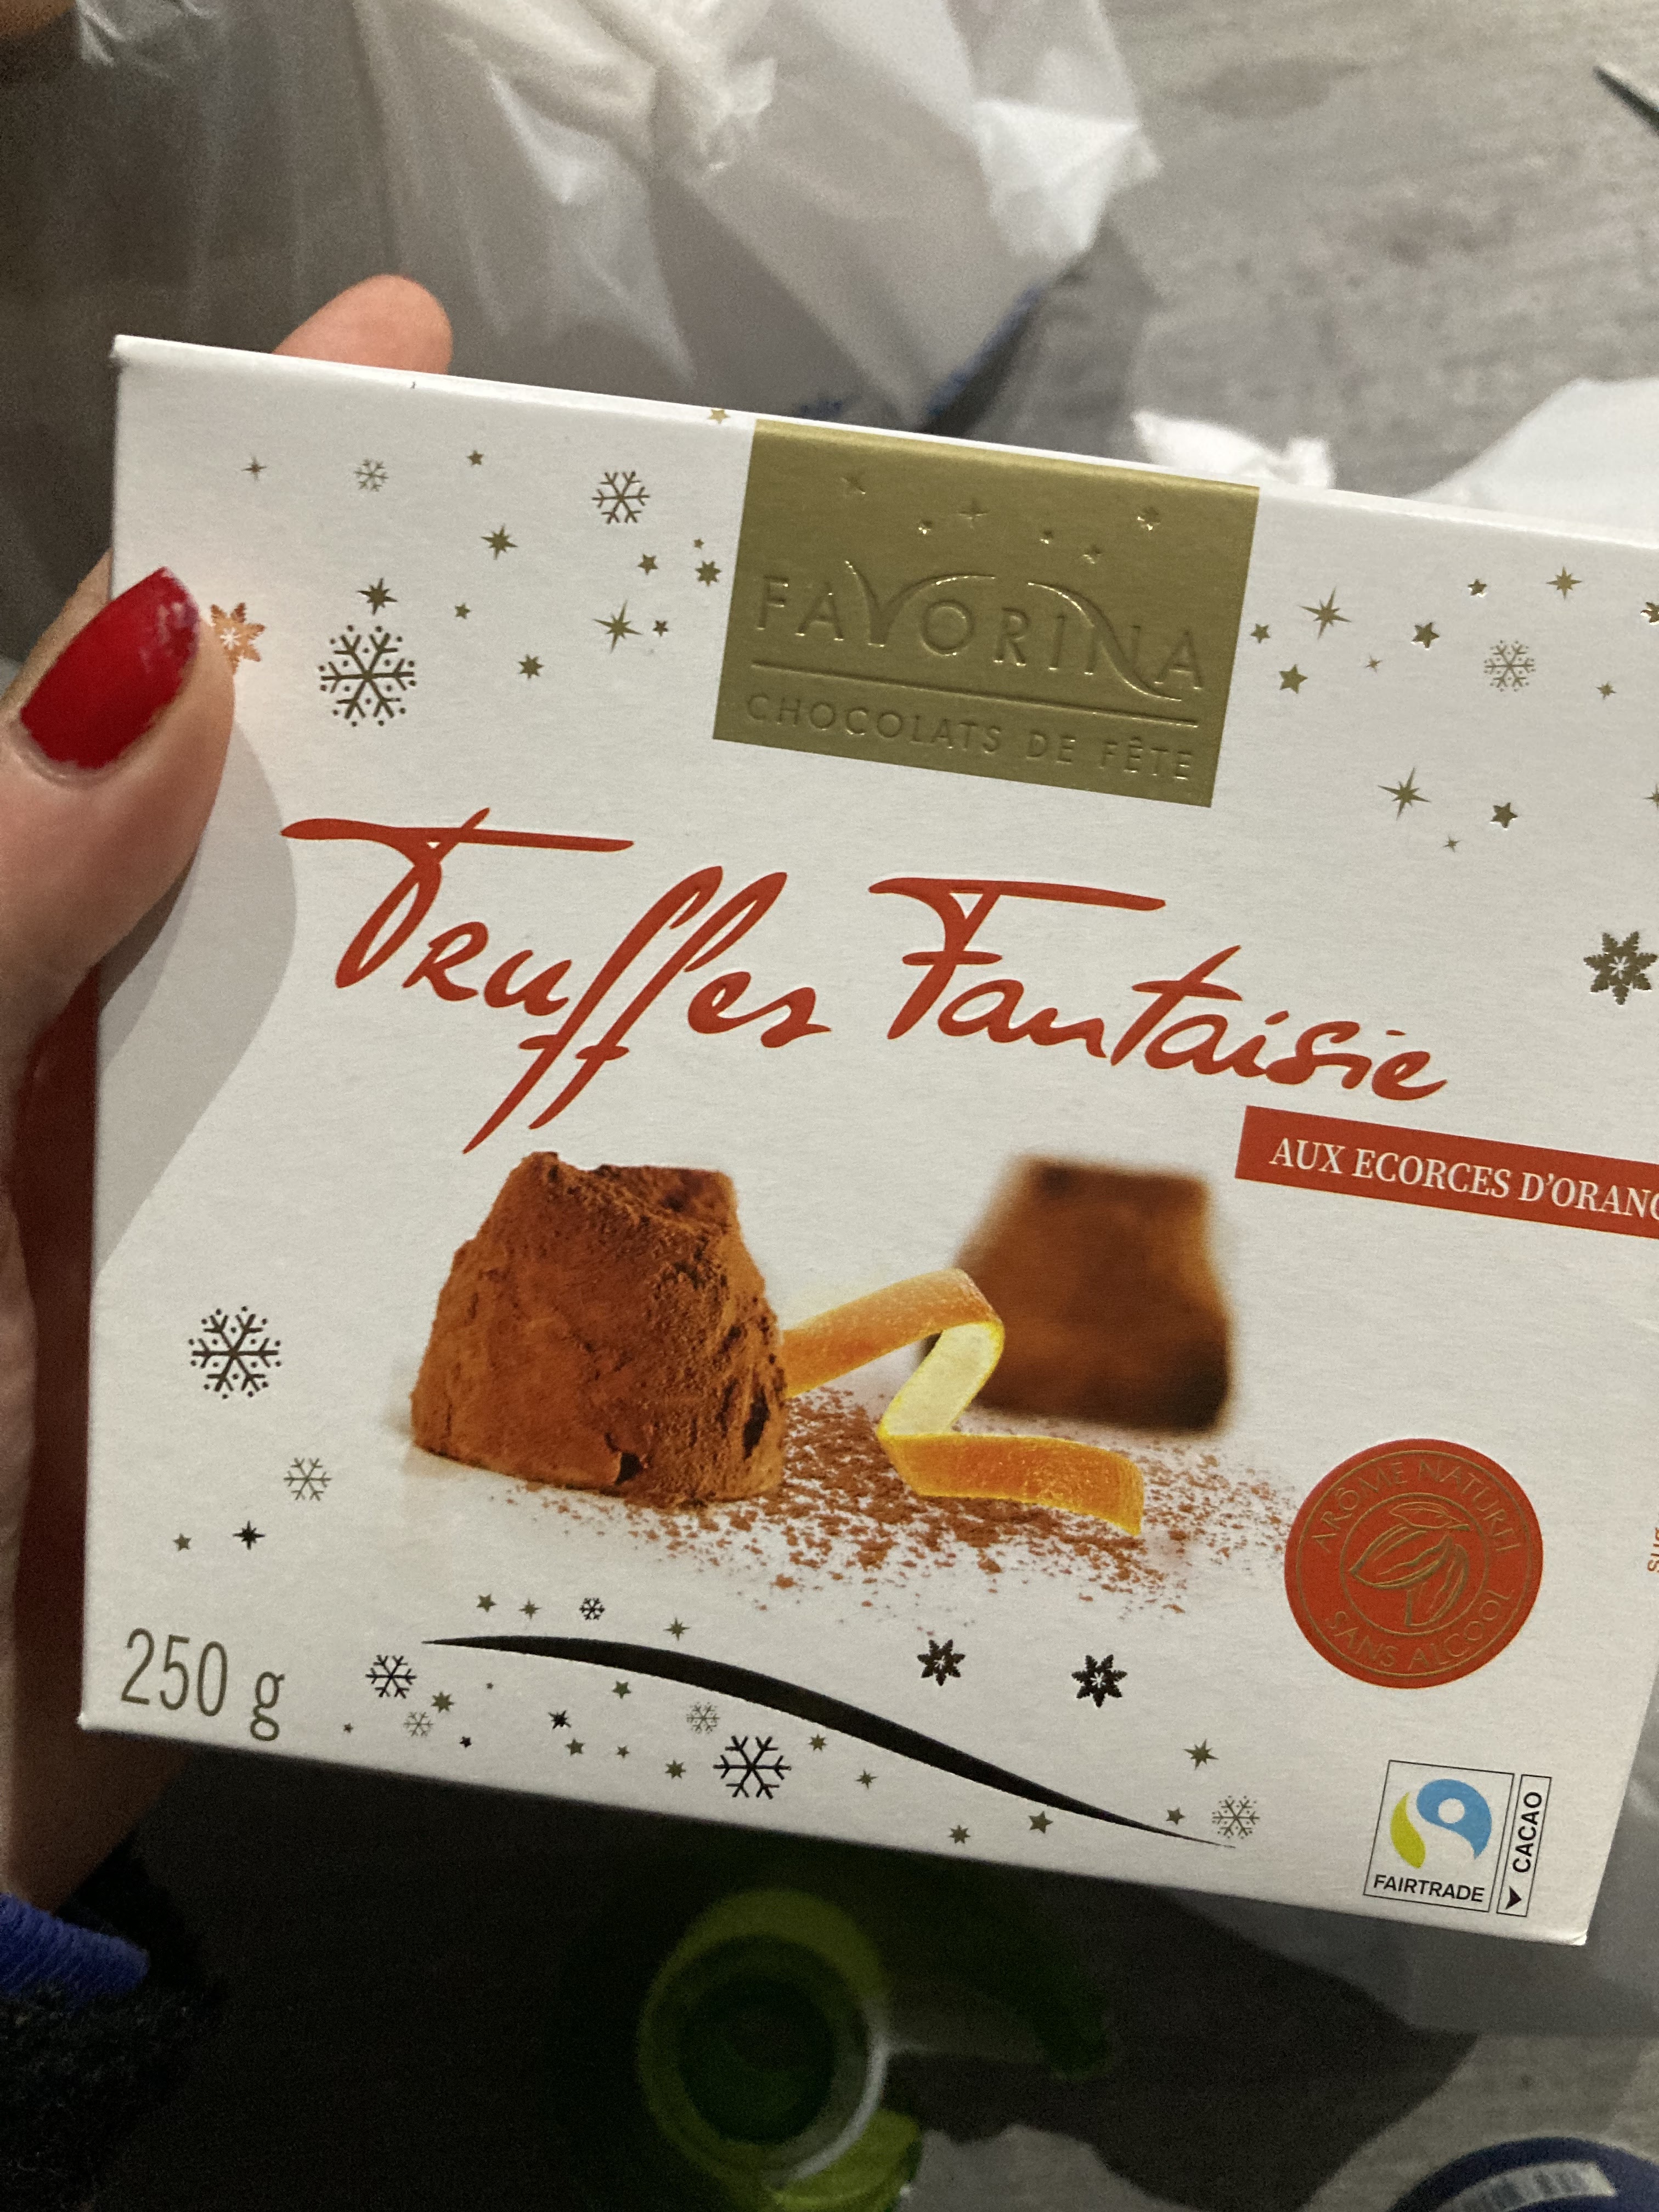 FAVORINA
CHOCOLATS DE FÊTE
Truffes Fantaisie
AUX ECORCES D'ORANG
ARÔME NATUREL
SANS ALCOOL
250 g
FAIRTRADE
CACAO